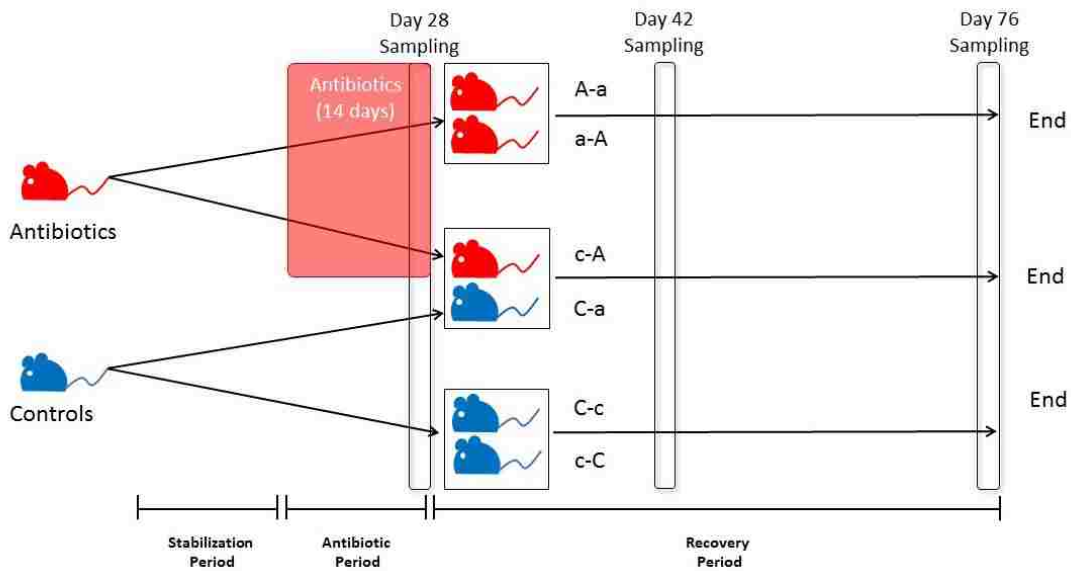 Day 28
Sampling
Day 42
Sampling
Day 76
Sampling
Antibiotics
(14 days)
A-a
a-A
End
Antibiotics
c-A
C-a
End
Controls
C-c
c-C
End
Stabilization
Period
Antibiotic
Period
Recovery
Period